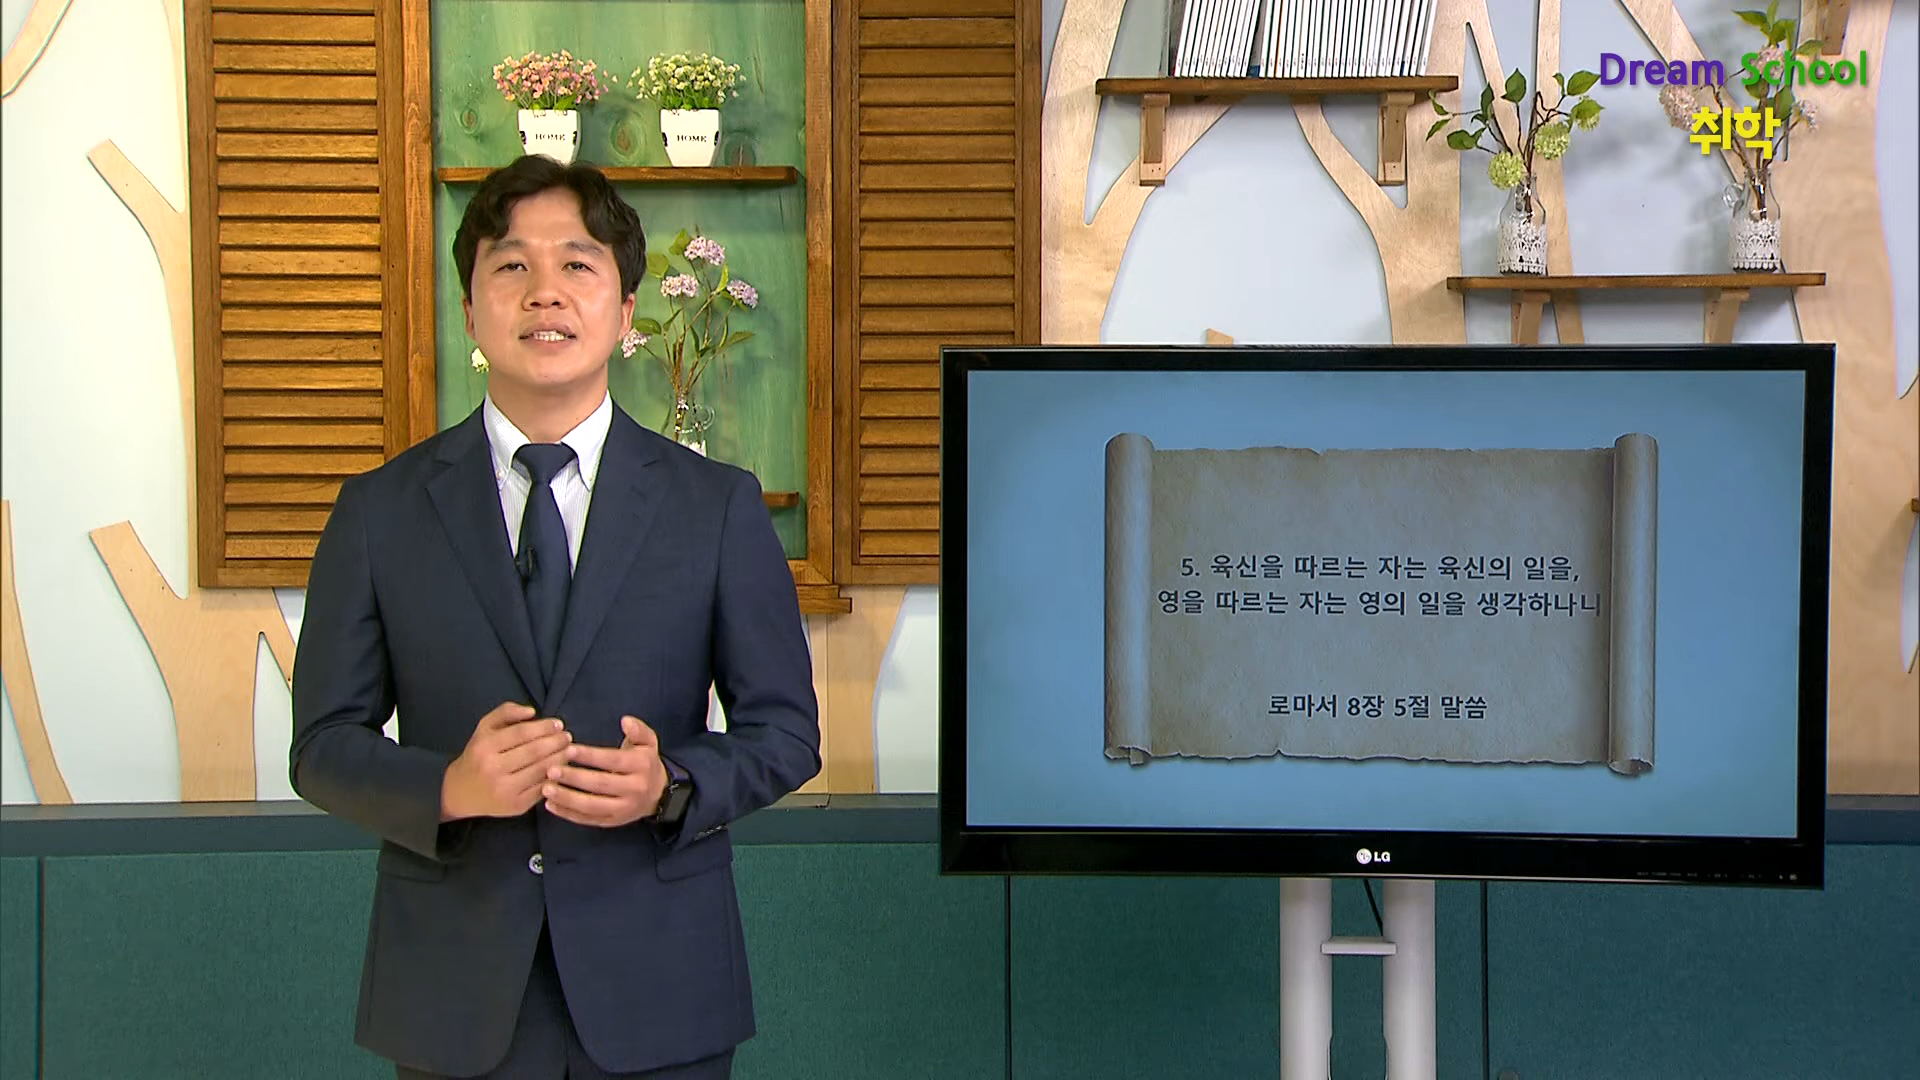 Dream School
취학
HOME
HOME
5. 육신을 따르는 자는 육신의 일을,
영을 따르는 자는 영의 일을 생각하나니
로마서 8장 5절 말씀
LG